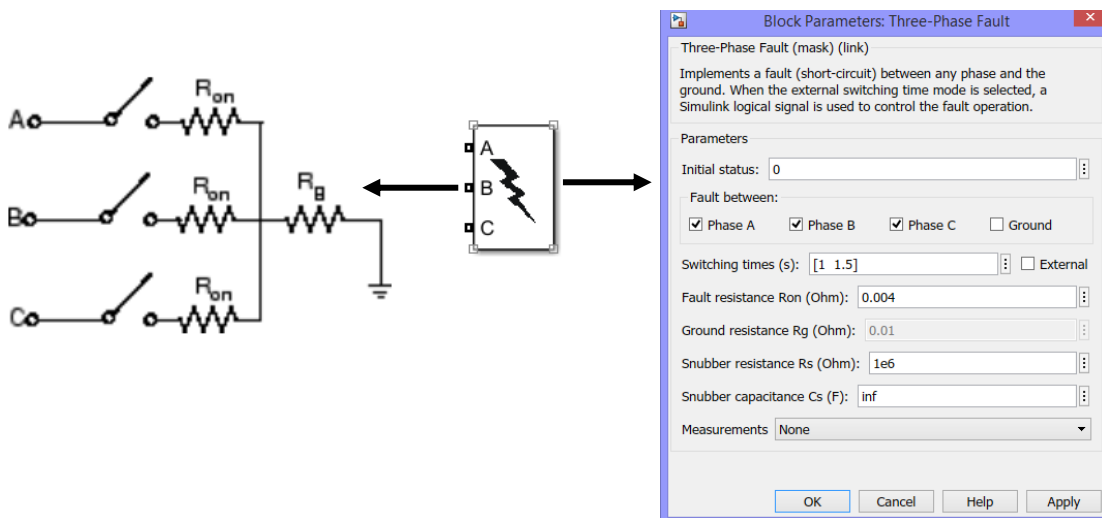 A
R_on
B
R_on
R_g
C
R_on
A
B
C
Block Parameters: Three-Phase Fault
Three-Phase Fault (mask) (link)
Implements a fault (short-circuit) between any phase and the
ground. When the external switching time mode is selected, a
Simulink logical signal is used to control the fault operation.
Parameters
Initial status: 0
Fault between:
Phase A Phase B Phase C Ground
Switching times (s): [1 1.5] External
Fault resistance Ron (Ohm): 0.004
Ground resistance Rg (Ohm): 0.01
Snubber resistance Rs (Ohm): 1e6
Snubber capacitance Cs (F): inf
Measurements None
OK Cancel Help Apply